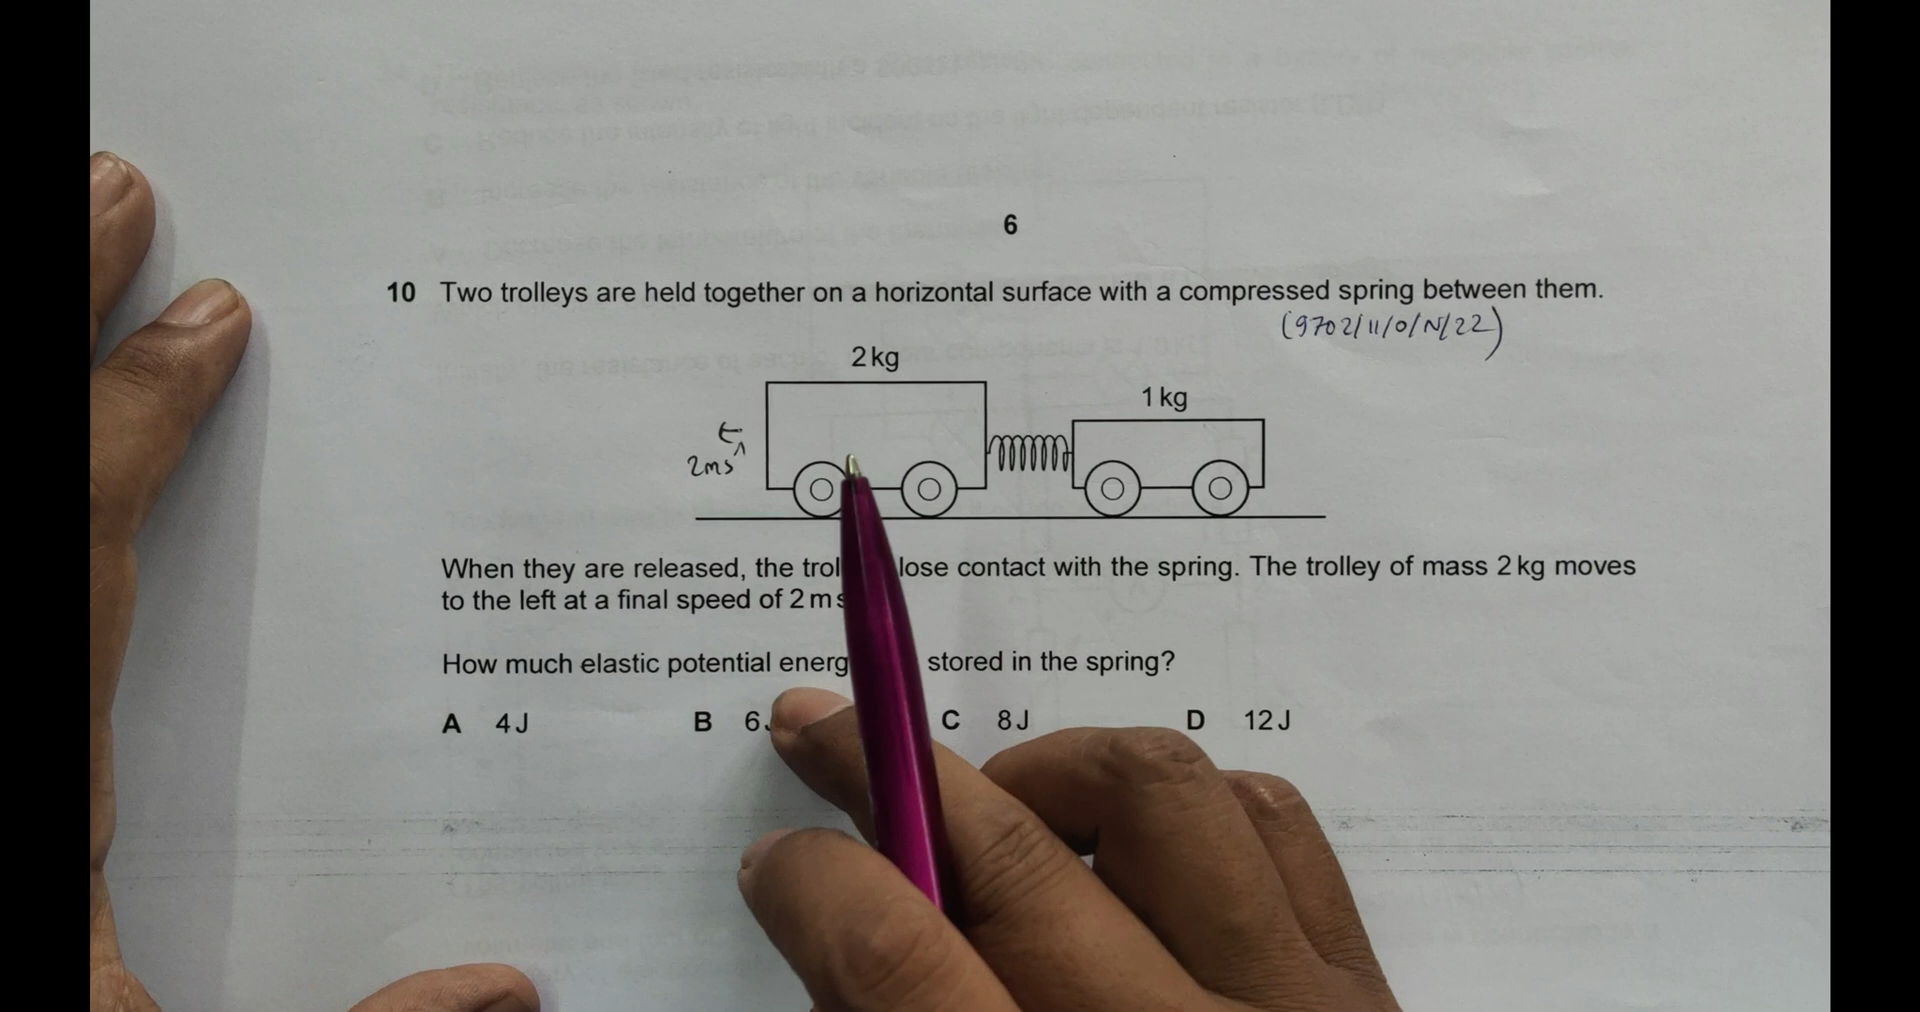 6
10 Two trolleys are held together on a horizontal surface with a compressed spring between them.
(9702/11/O/N/22)
2 kg
1 kg
2ms
When they are released, the trol lose contact with the spring. The trolley of mass 2 kg moves
to the left at a final speed of 2 m s
How much elastic potential energ stored in the spring?
A 4 J B 6 J C 8 J D 12 J